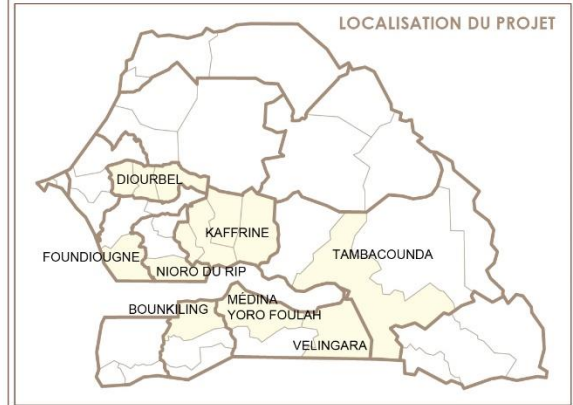 LOCALISATION DU PROJET
DIOURBEL
KAFFRINE
FOUNDIOUGNE
TAMBACOUNDA
NIORO DU RIP
MÉDINA
YORO FOULAH
BOUNKILING
VELINGARA